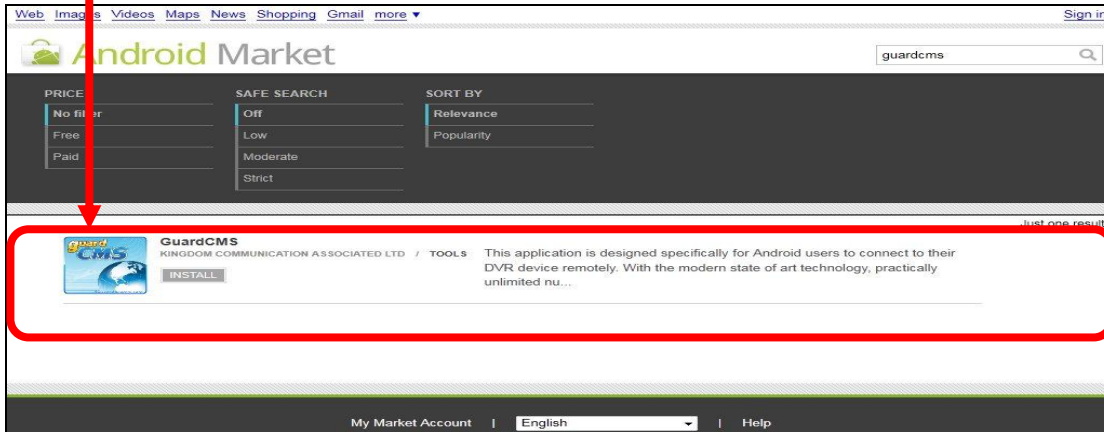 Web Images Videos Maps News Shopping Gmail more ▼ Sign in
Android Market guardcms
PRICE SAFE SEARCH SORT BY
No filter Off Relevance
Free Low Popularity
Paid Moderate
Strict
Just one result
guard CMS
GuardCMS
KINGDOM COMMUNICATION ASSOCIATED LTD / TOOLS
INSTALL
This application is designed specifically for Android users to connect to their
DVR device remotely. With the modern state of art technology, practically
unlimited nu...
My Market Account | English | Help